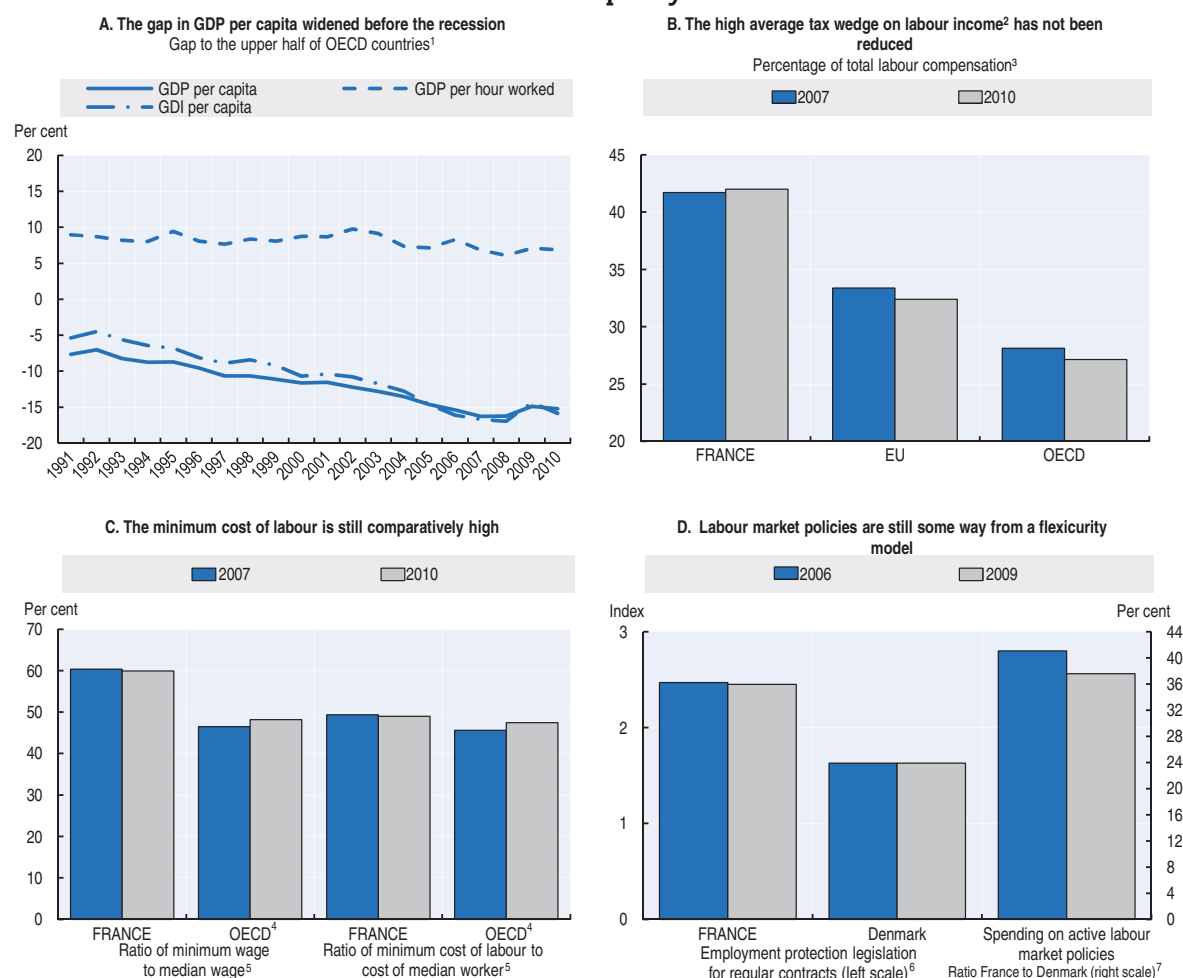 A. The gap in GDP per capita widened before the recession
Gap to the upper half of OECD countries¹
GDP per capita
GDP per hour worked
GDI per capita
Per cent
20
15
10
5
0
-5
-10
-15
-20
1991 1992 1993 1994 1995 1996 1997 1998 1999 2000 2001 2002 2003 2004 2005 2006 2007 2008 2009 2010
B. The high average tax wedge on labour income² has not been
reduced
Percentage of total labour compensation³
2007 2010
45
40
35
30
25
20
FRANCE EU OECD
C. The minimum cost of labour is still comparatively high
2007 2010
Per cent
70
60
50
40
30
20
10
0
FRANCE OECD⁴ FRANCE OECD⁴
Ratio of minimum wage
to median wage⁵
Ratio of minimum cost of labour to
cost of median worker⁵
D. Labour market policies are still some way from a flexicurity
model
2006 2009
Index
Per cent
3
2
1
0
44
40
36
32
28
24
20
16
12
8
4
0
FRANCE Denmark
Employment protection legislation
for regular contracts (left scale)⁶
Spending on active labour
market policies
Ratio France to Denmark (right scale)⁷